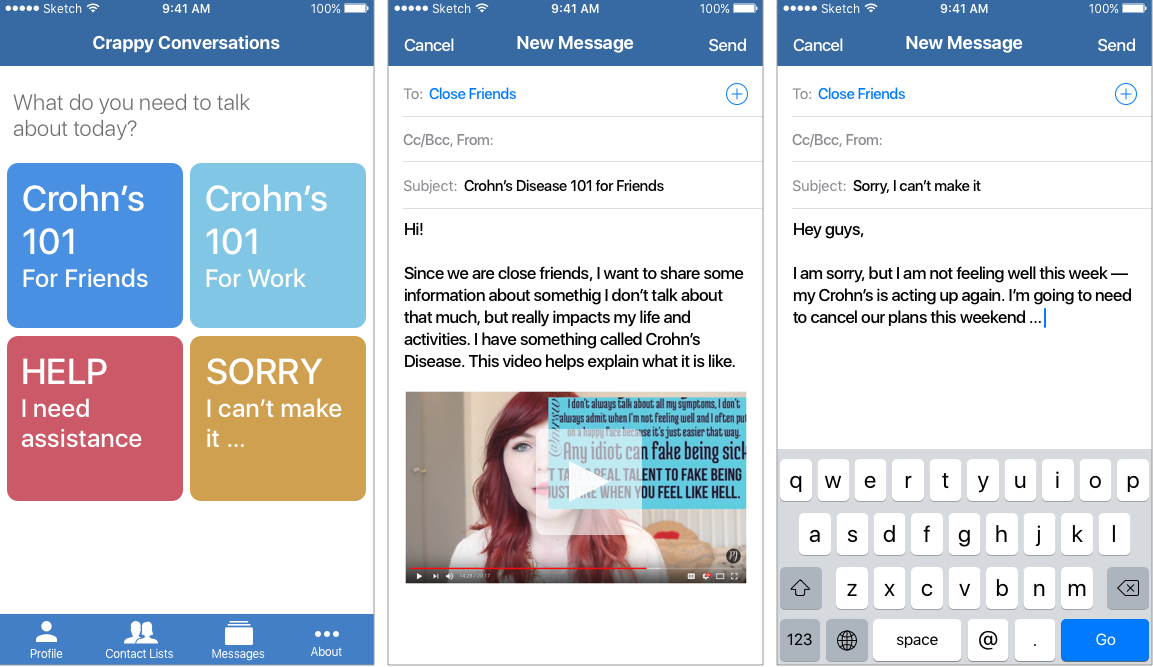 Sketch 9:41 AM 100%
Crappy Conversations
What do you need to talk
about today?
Crohn’s
101
For Friends
Crohn’s
101
For Work
HELP
I need
assistance
SORRY
I can’t make
it ...
Profile
Contact Lists
Messages
About
Sketch 9:41 AM 100%
Cancel New Message Send
To: Close Friends
Cc/Bcc, From:
Subject: Crohn’s Disease 101 for Friends
Hi!
Since we are close friends, I want to share some
information about somethig I don’t talk about
that much, but really impacts my life and
activities. I have something called Crohn’s
Disease. This video helps explain what it is like.
I don't always talk about all my symptoms, I don't
always admit when I'm not feeling well and I often put
on a happy face because it's just easier that way.
Any idiot can fake being sick
IT TAKES REAL TALENT TO FAKE BEING
JUST FINE WHEN YOU FEEL LIKE HELL.
PJ
Sketch 9:41 AM 100%
Cancel New Message Send
To: Close Friends
Cc/Bcc, From:
Subject: Sorry, I can’t make it
Hey guys,
I am sorry, but I am not feeling well this week —
my Crohn’s is acting up again. I’m going to need
to cancel our plans this weekend ...
q w e r t y u i o p
a s d f g h j k l
z x c v b n m
123 space @ . Go